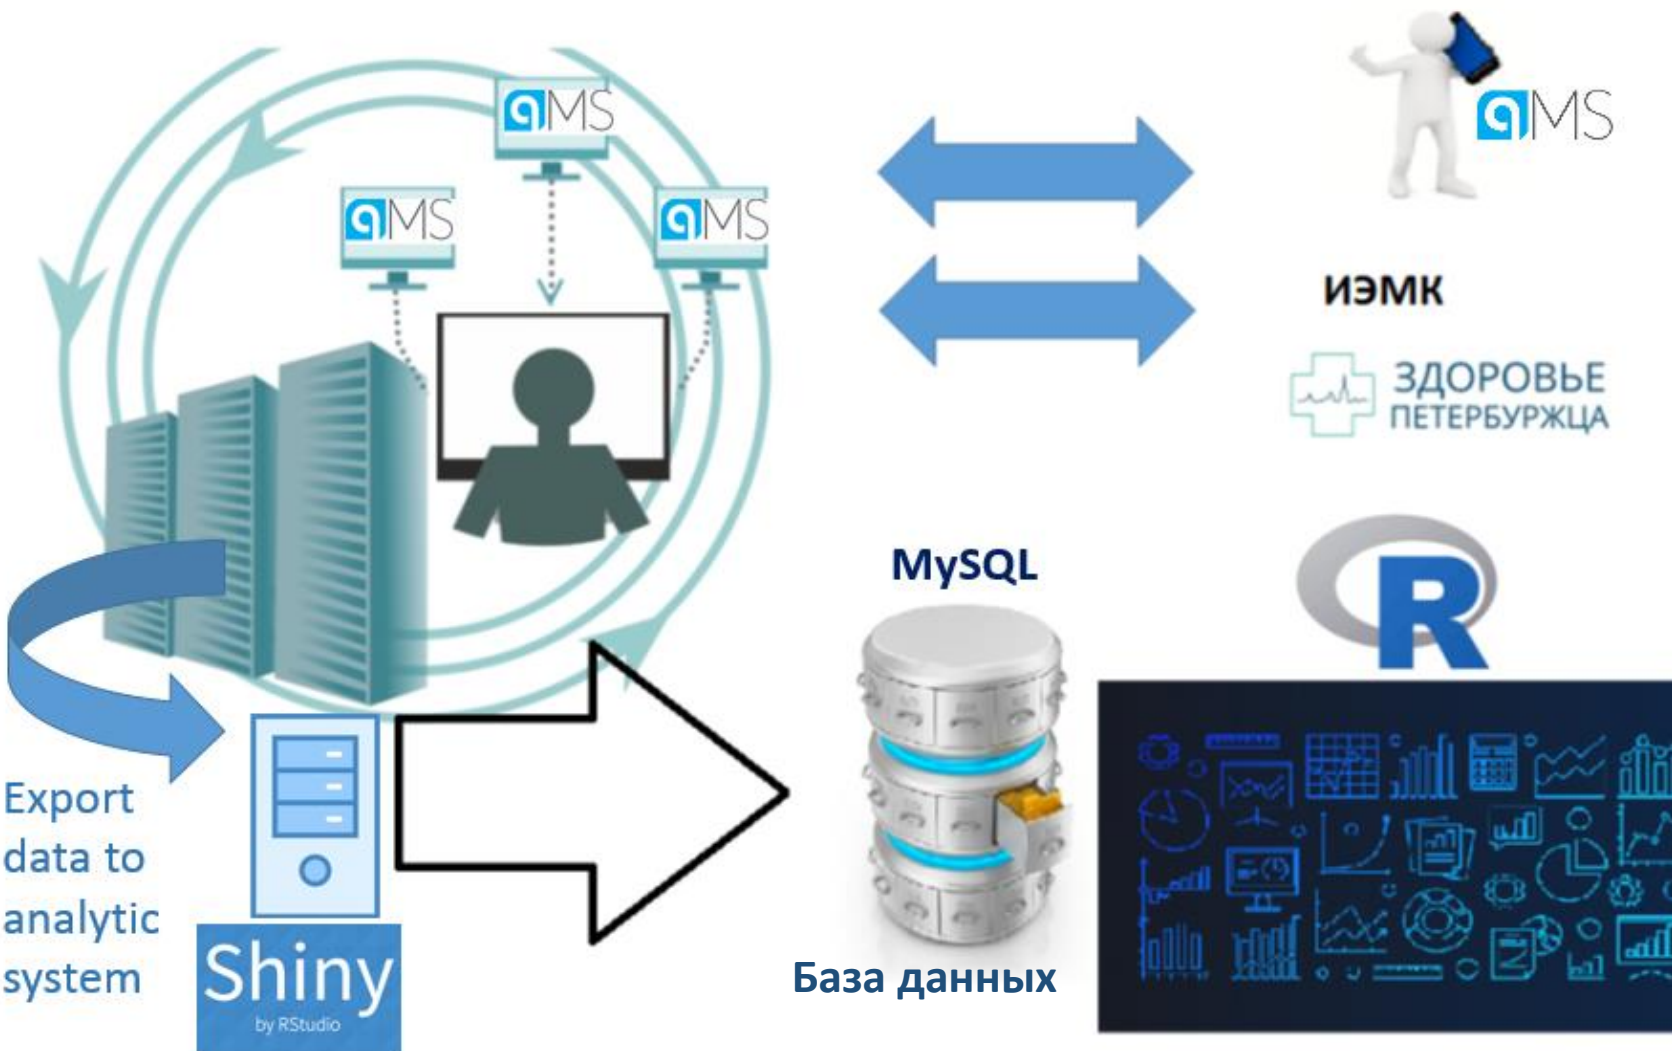 qMS
qMS
qMS
qMS
ИЭМК
ЗДОРОВЬЕ
ПЕТЕРБУРЖЦА
MySQL
R
Export
data to
analytic
system
Shiny
by RStudio
База данных